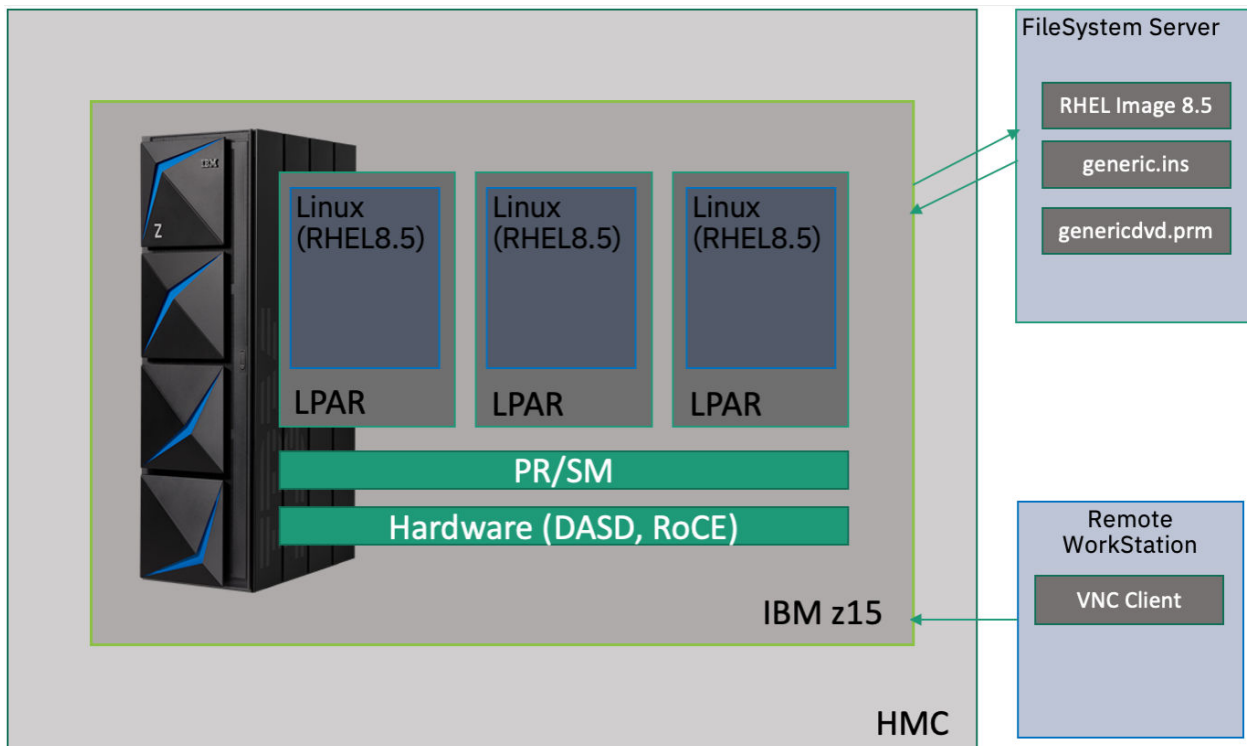 FileSystem Server
RHEL Image 8.5
generic.ins
genericdvd.prm
IBM
Z
Linux
(RHEL8.5)
LPAR
Linux
(RHEL8.5)
LPAR
Linux
(RHEL8.5)
LPAR
PR/SM
Hardware (DASD, RoCE)
IBM z15
HMC
Remote
WorkStation
VNC Client